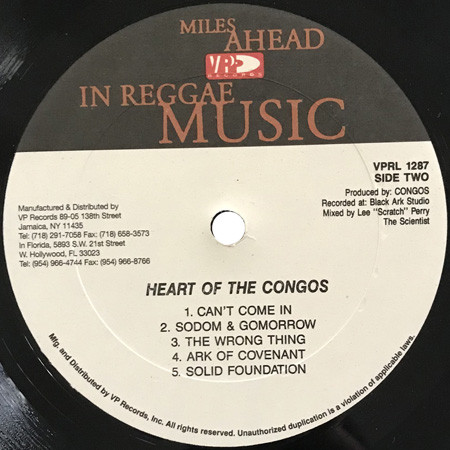 MILES
AHEAD
VP
RECORDS
IN REGGAE
MUSIC
VPRL 1287
SIDE TWO
Produced by: CONGOS
Recorded at: Black Ark Studio
Mixed by Lee "Scratch" Perry
The Scientist
Manufactured & Distributed by
VP Records 89-05 138th Street
Jamaica, NY 11435
Tel: (718) 291-7058 Fax: (718) 658-3573
In Florida, 5893 S.W. 21st Street
W. Hollywood, FL 33023
Tel: (954) 966-4744 Fax: (954) 966-8766
HEART OF THE CONGOS
1. CAN'T COME IN
2. SODOM & GOMORROW
3. THE WRONG THING
4. ARK OF COVENANT
5. SOLID FOUNDATION
Mfg. and Distributed by VP Records, Inc. All rights reserved. Unauthorized duplication is a violation of applicable laws.